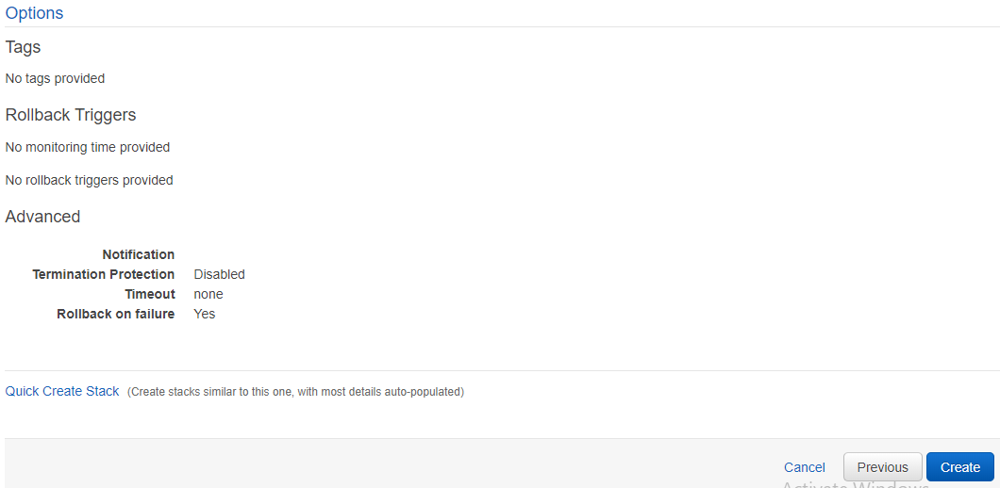 Options
Tags
No tags provided
Rollback Triggers
No monitoring time provided
No rollback triggers provided
Advanced
Notification
Termination Protection Disabled
Timeout none
Rollback on failure Yes
Quick Create Stack (Create stacks similar to this one, with most details auto-populated)
Cancel Previous Create
Activate Windows